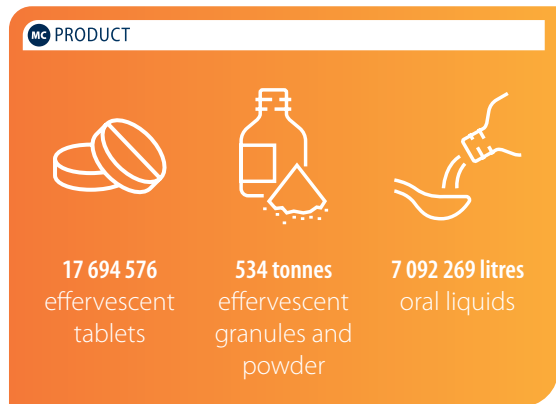 MC PRODUCT
17 694 576
effervescent
tablets
534 tonnes
effervescent
granules and
powder
7 092 269 litres
oral liquids